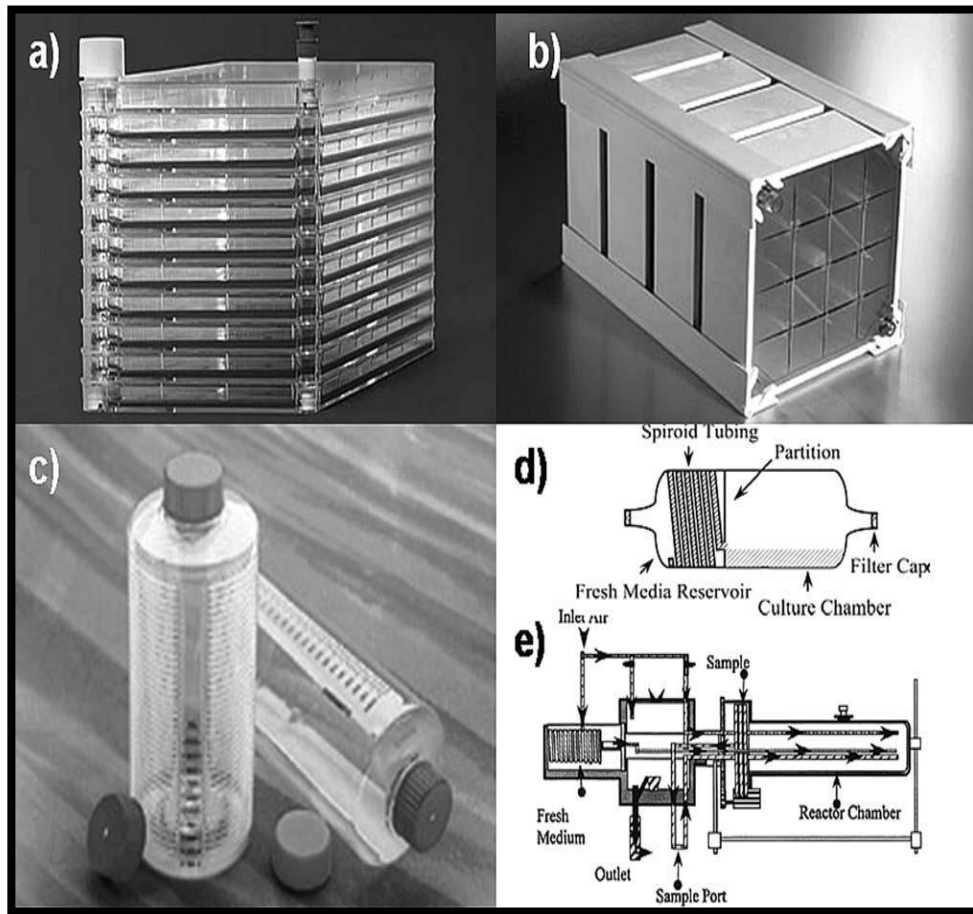 a)
b)
c)
d)
Spiroid Tubing
Partition
Fresh Media Reservoir
Culture Chamber
Filter Cap
e)
Inlet Air
Sample
Fresh
Medium
Outlet
Sample Port
Reactor Chamber